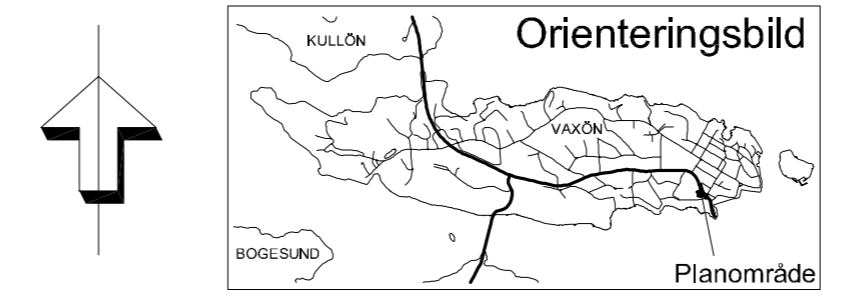 Orienteringsbild
KULLÖN
VAXÖN
BOGESUND
Planområde